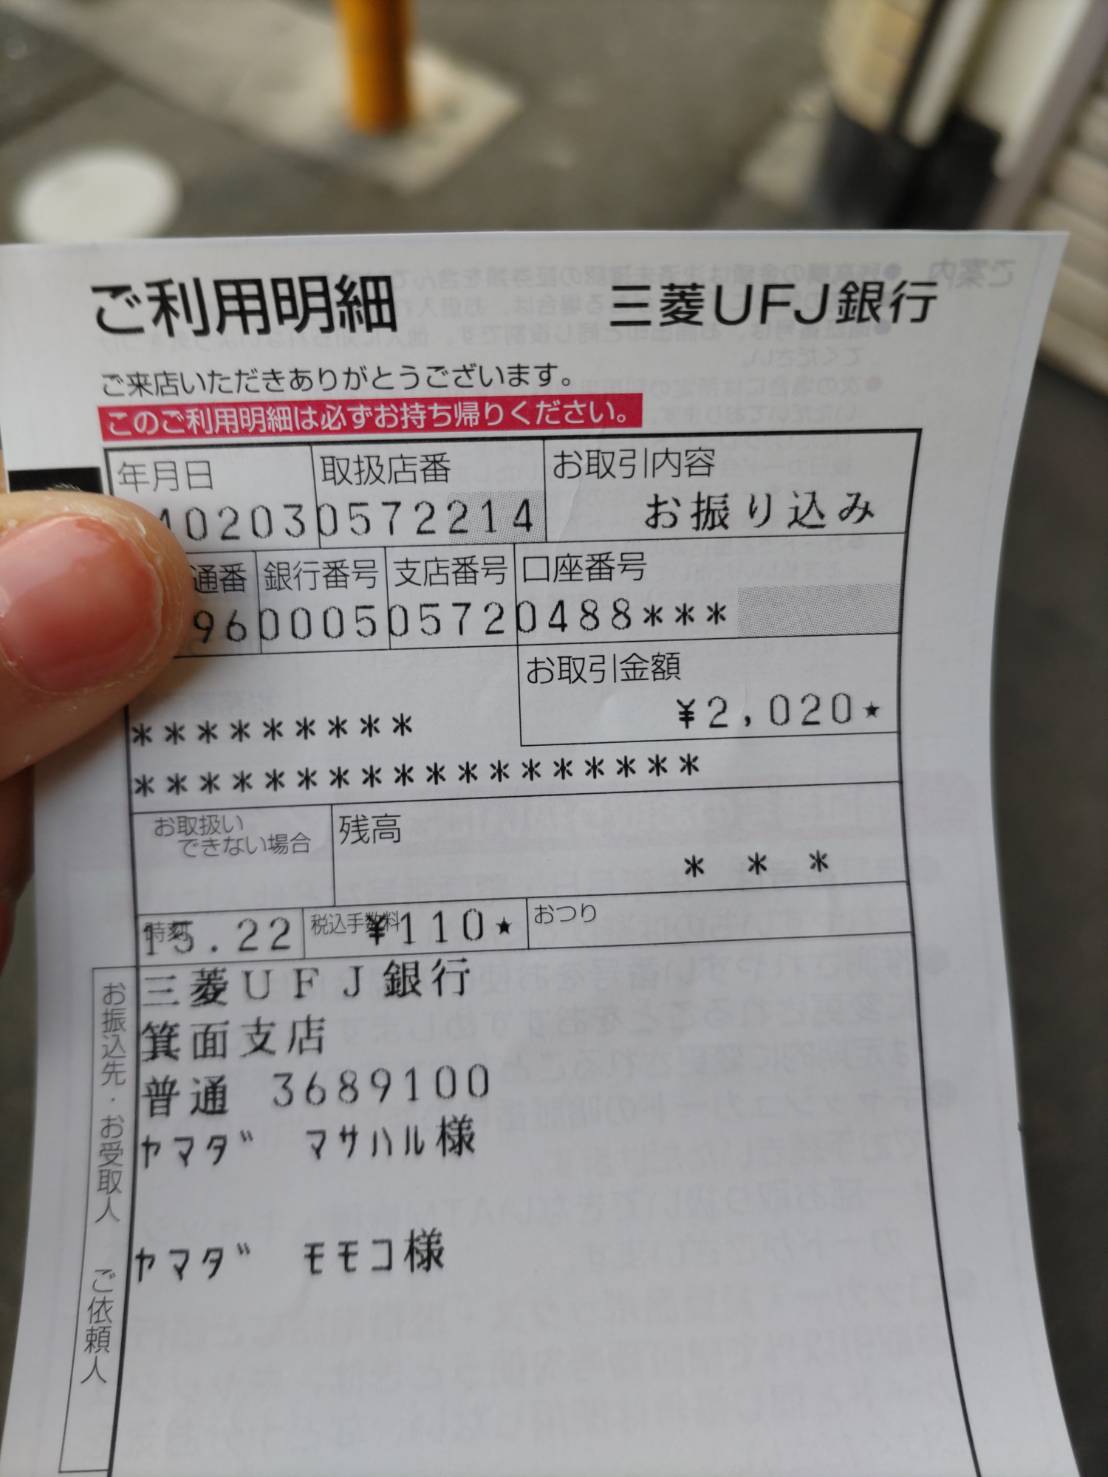 ご利用明細 三菱UFJ銀行
ご来店いただきありがとうございます。
このご利用明細は必ずお持ち帰りください。
年月日 取扱店番 お取引内容
40203 0572214 お振り込み
通番 銀行番号 支店番号 口座番号
96 0005 0572 0488***
お取引金額
¥2,020★
*********
******************
お取扱い
できない場合
残高
* * *
時刻 15.22 税込手数料 ¥110★ おつり
お振込先・お受取人 ご依頼人
三菱UFJ銀行
箕面支店
普通 3689100
ヤマダ゛ マサハル様
ヤマダ゛ モモコ様